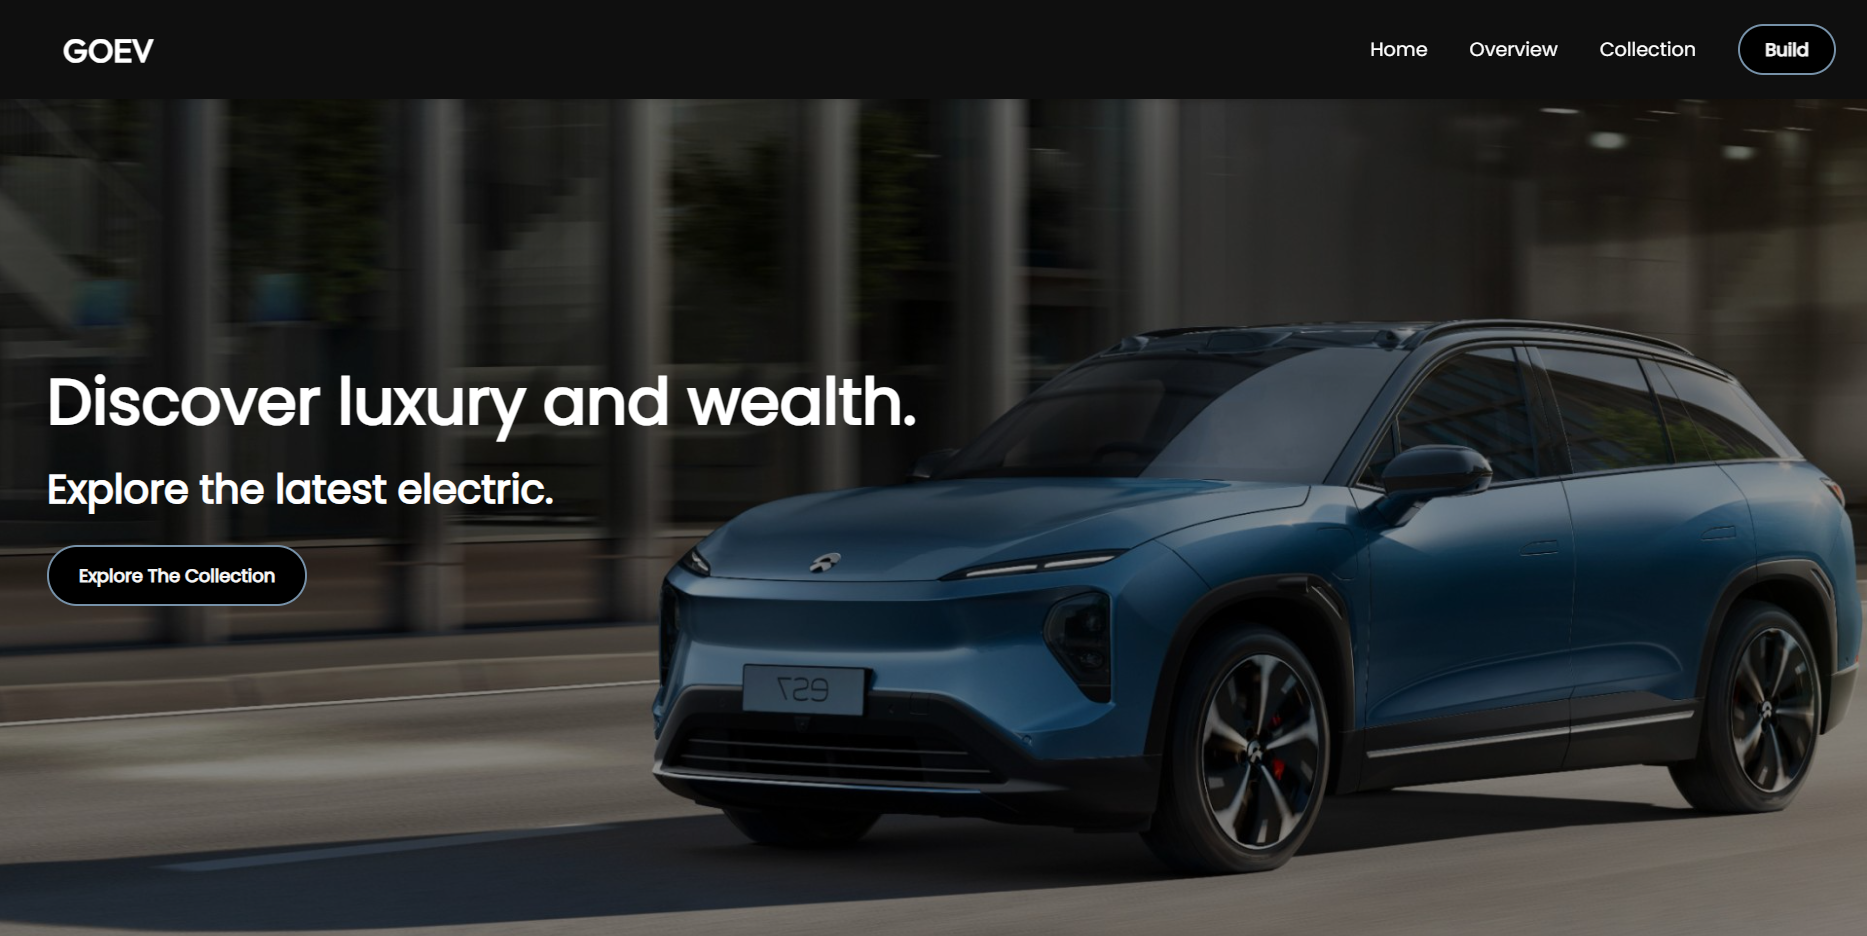 GOEV
Home Overview Collection Build
Discover luxury and wealth.
Explore the latest electric.
Explore The Collection
ES7